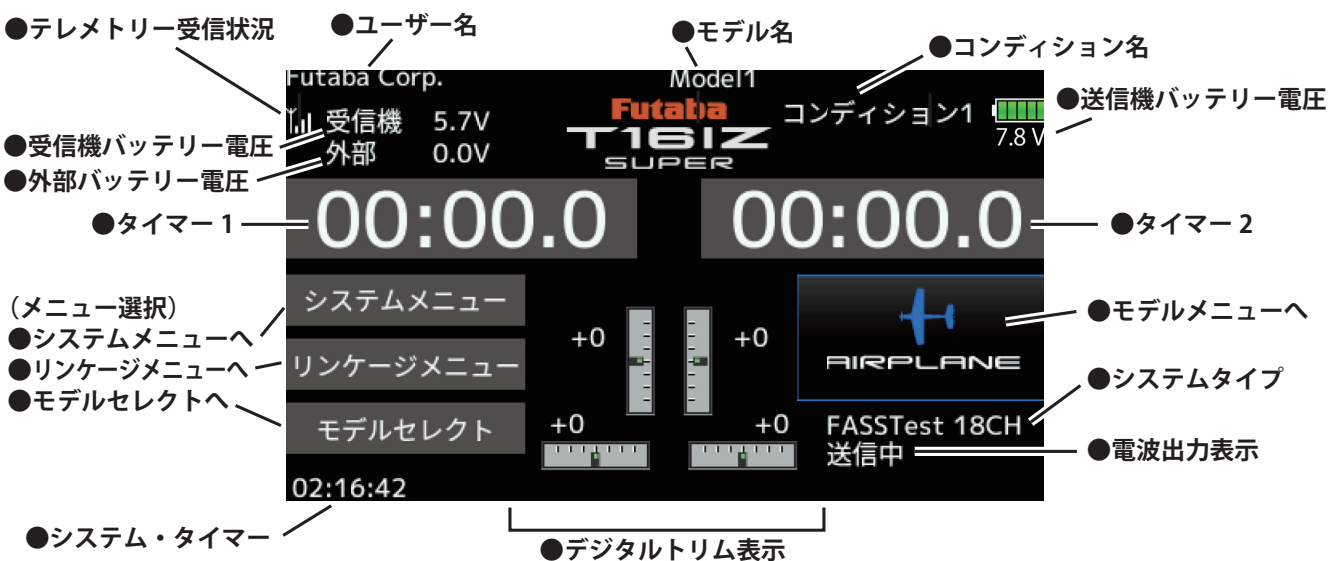 ●テレメトリー受信状況
●ユーザー名
●モデル名
●コンディション名
Futaba Corp.
Model1
受信機 5.7V
Futaba
コンディション1
●送信機バッテリー電圧
●受信機バッテリー電圧
外部 0.0V
T16IZ
7.8 V
SUPER
●外部バッテリー電圧
●タイマー 1
00:00.0
00:00.0
●タイマー 2
（メニュー選択）
システムメニュー
●システムメニューへ
+0
+0
●モデルメニューへ
●リンケージメニューへ
リンケージメニュー
AIRPLANE
●モデルセレクトへ
モデルセレクト
+0
+0
FASSTest 18CH
●システムタイプ
送信中
●電波出力表示
02:16:42
●システム・タイマー
●デジタルトリム表示